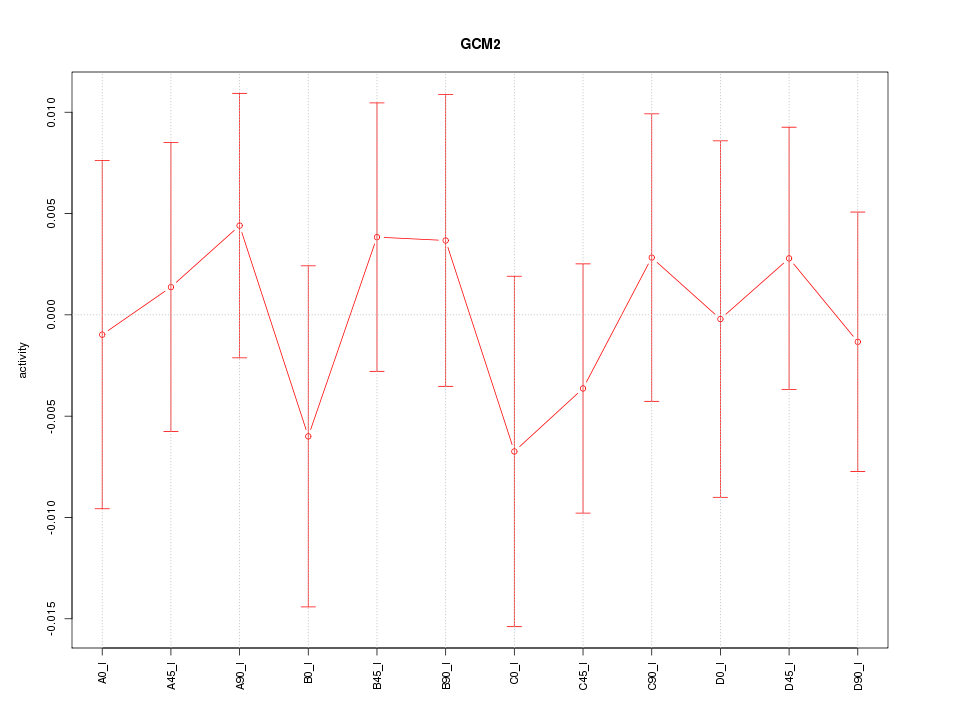 GCM2
activity
0.010
0.005
0.000
-0.005
-0.010
-0.015
A0_I
A45_I
A90_I
B0_I
B45_I
B90_I
C0_I
C45_I
C90_I
D0_I
D45_I
D90_I